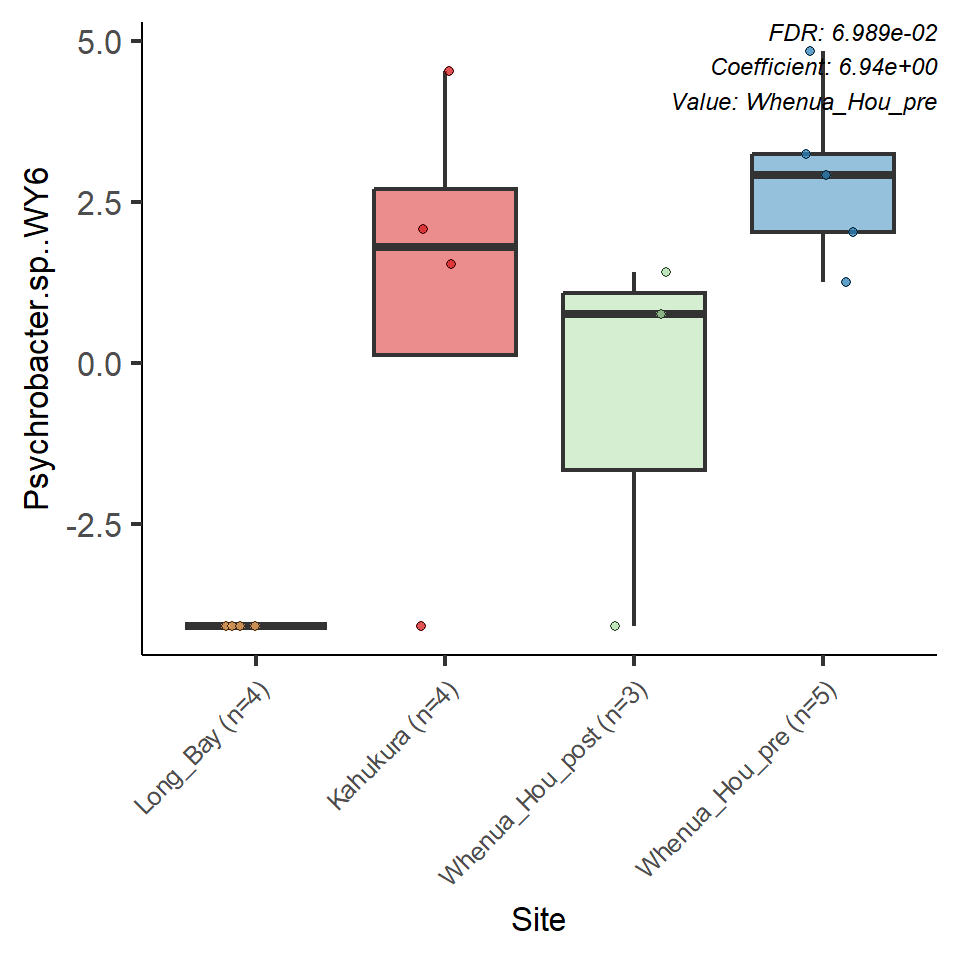 FDR: 6.989e-02
Coefficient: 6.94e+00
Value: Whenua_Hou_pre
Psychrobacter.sp..WY6
5.0
2.5
0.0
-2.5
Long_Bay (n=4)
Kahukura (n=4)
Whenua_Hou_post (n=3)
Whenua_Hou_pre (n=5)
Site